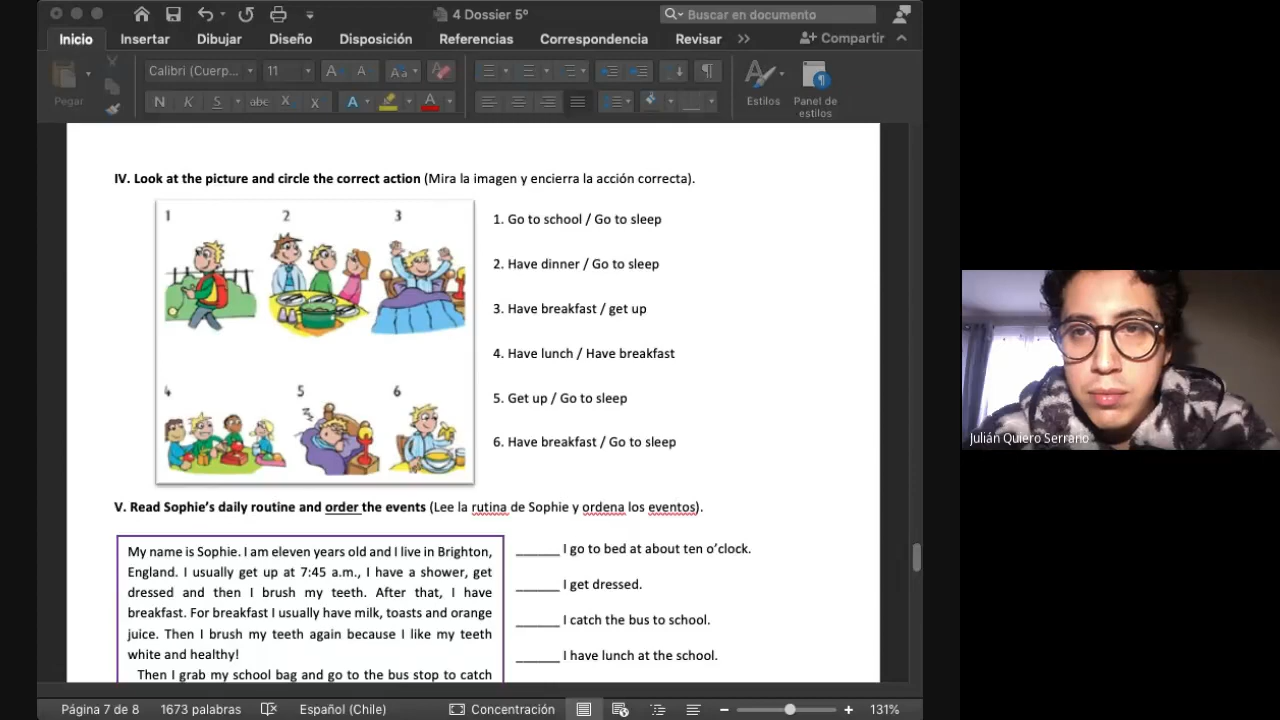 4 Dossier 5º
Buscar en documento
Inicio
Insertar
Dibujar
Diseño
Disposición
Referencias
Correspondencia
Revisar
Compartir
Pegar
Calibri (Cuerp...
11
Estilos
Panel de
estilos
IV. Look at the picture and circle the correct action (Mira la imagen y encierra la acción correcta).
1
2
3
4
5
6
1. Go to school / Go to sleep
2. Have dinner / Go to sleep
3. Have breakfast / get up
4. Have lunch / Have breakfast
5. Get up / Go to sleep
6. Have breakfast / Go to sleep
V. Read Sophie's daily routine and order the events (Lee la rutina de Sophie y ordena los eventos).
My name is Sophie. I am eleven years old and I live in Brighton,
England. I usually get up at 7:45 a.m., I have a shower, get
dressed and then I brush my teeth. After that, I have
breakfast. For breakfast I usually have milk, toasts and orange
juice. Then I brush my teeth again because I like my teeth
white and healthy!
Then I grab my school bag and go to the bus stop to catch
______ I go to bed at about ten o'clock.
______ I get dressed.
______ I catch the bus to school.
______ I have lunch at the school.
Página 7 de 8
1673 palabras
Español (Chile)
Concentración
131%
Julián Quiero Serrano